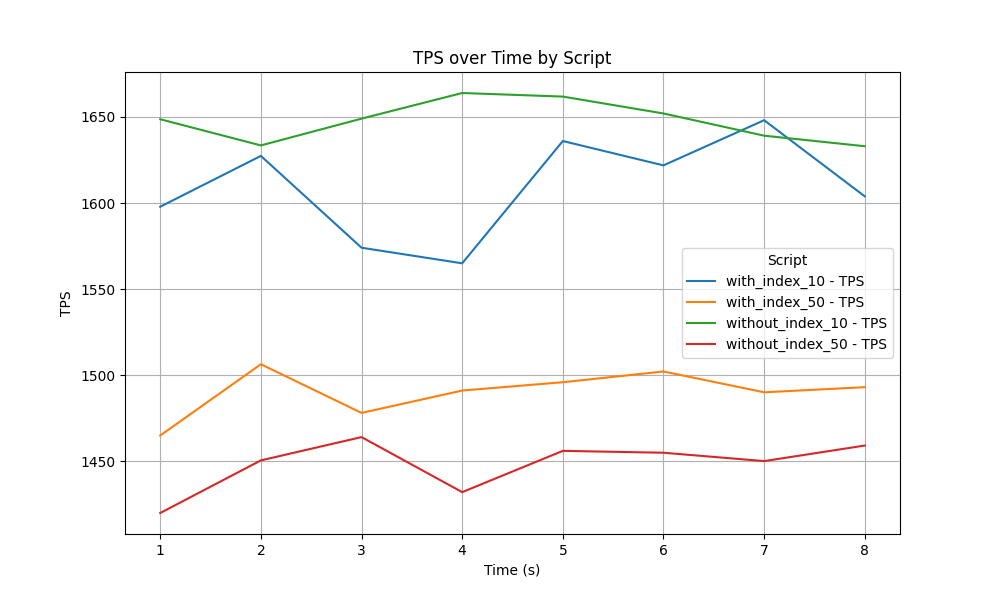 TPS over Time by Script
TPS
1650
1600
1550
1500
1450
Script
with_index_10 - TPS
with_index_50 - TPS
without_index_10 - TPS
without_index_50 - TPS
1 2 3 4 5 6 7 8
Time (s)